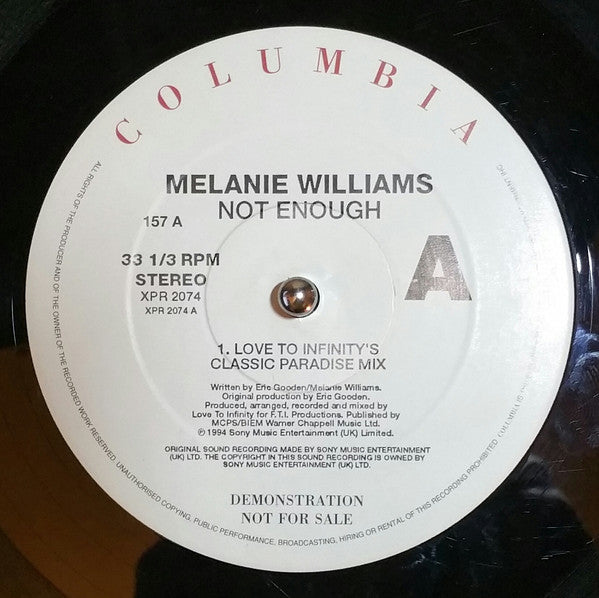 COLUMBIA
MELANIE WILLIAMS
NOT ENOUGH
157 A
33 1/3 RPM
STEREO
XPR 2074
XPR 2074 A
A
1. LOVE TO INFINITY'S
CLASSIC PARADISE MIX
Written by Eric Gooden/Melanie Williams.
Original production by Eric Gooden.
Produced, arranged, recorded and mixed by
Love To Infinity for F.T.I. Productions. Published by
MCPS/BIEM Warner Chappell Music Ltd.
℗ 1994 Sony Music Entertainment (UK) Limited.
ORIGINAL SOUND RECORDING MADE BY SONY MUSIC ENTERTAINMENT
(UK) LTD. THE COPYRIGHT IN THIS SOUND RECORDING IS OWNED BY
SONY MUSIC ENTERTAINMENT (UK) LTD.
DEMONSTRATION
NOT FOR SALE
ALL RIGHTS OF THE PRODUCER AND OF THE OWNER OF THE RECORDED WORK RESERVED. UNAUTHORISED COPYING, PUBLIC PERFORMANCE, BROADCASTING, HIRING OR RENTAL OF THIS RECORDING PROHIBITED